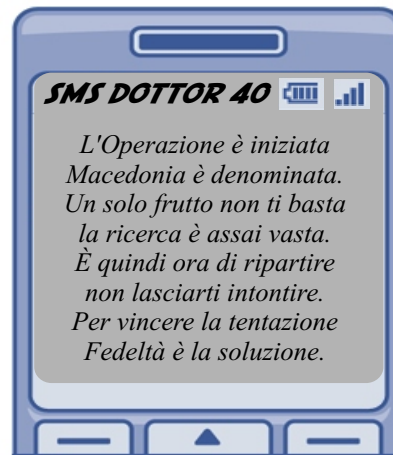 SMS DOTTOR 40
L'Operazione è iniziata
Macedonia è denominata.
Un solo frutto non ti basta
la ricerca è assai vasta.
È quindi ora di ripartire
non lasciarti intontire.
Per vincere la tentazione
Fedeltà è la soluzione.